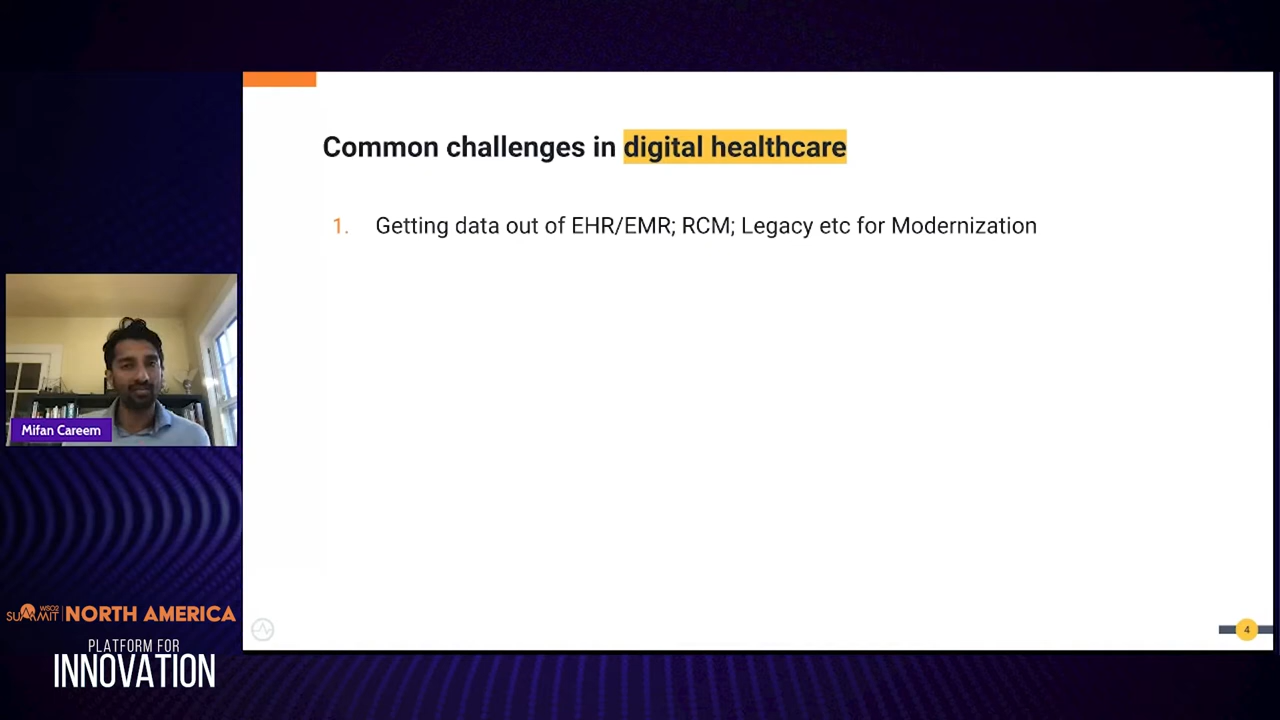 Common challenges in digital healthcare
1. Getting data out of EHR/EMR; RCM; Legacy etc for Modernization
Mifan Careem
WSO2
SUMMIT NORTH AMERICA
PLATFORM FOR
INNOVATION
4